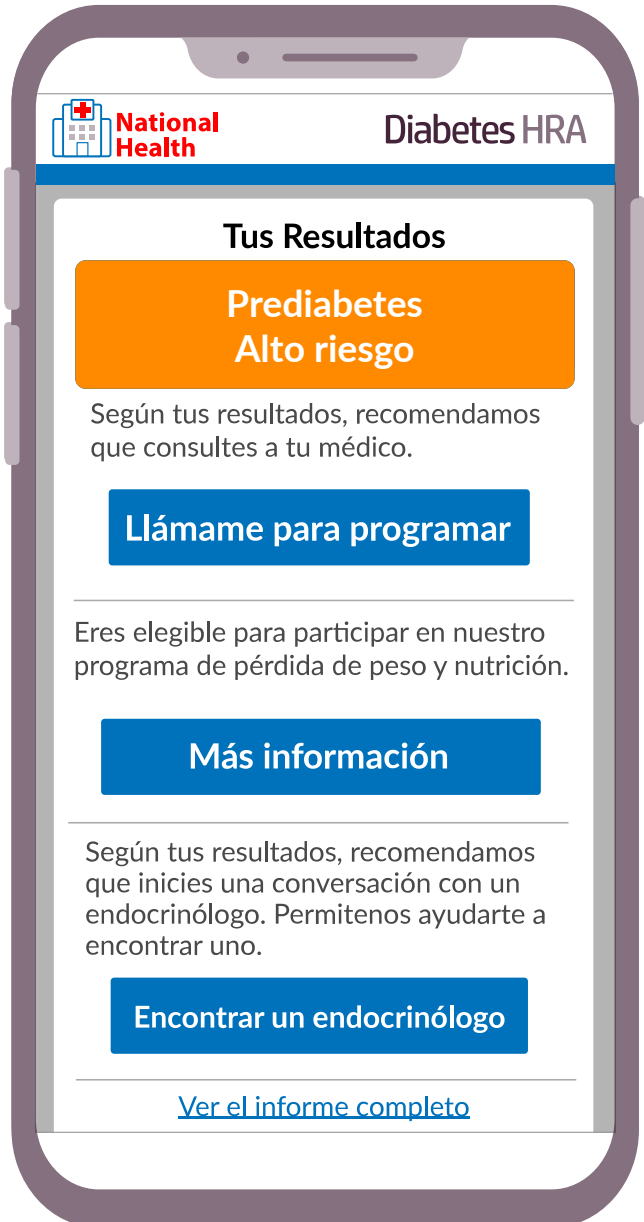 National
Health
Diabetes HRA
Tus Resultados
Prediabetes
Alto riesgo
Según tus resultados, recomendamos
que consultes a tu médico.
Llámame para programar
Eres elegible para participar en nuestro
programa de pérdida de peso y nutrición.
Más información
Según tus resultados, recomendamos
que inicies una conversación con un
endocrinólogo. Permitenos ayudarte a
encontrar uno.
Encontrar un endocrinólogo
Ver el informe completo